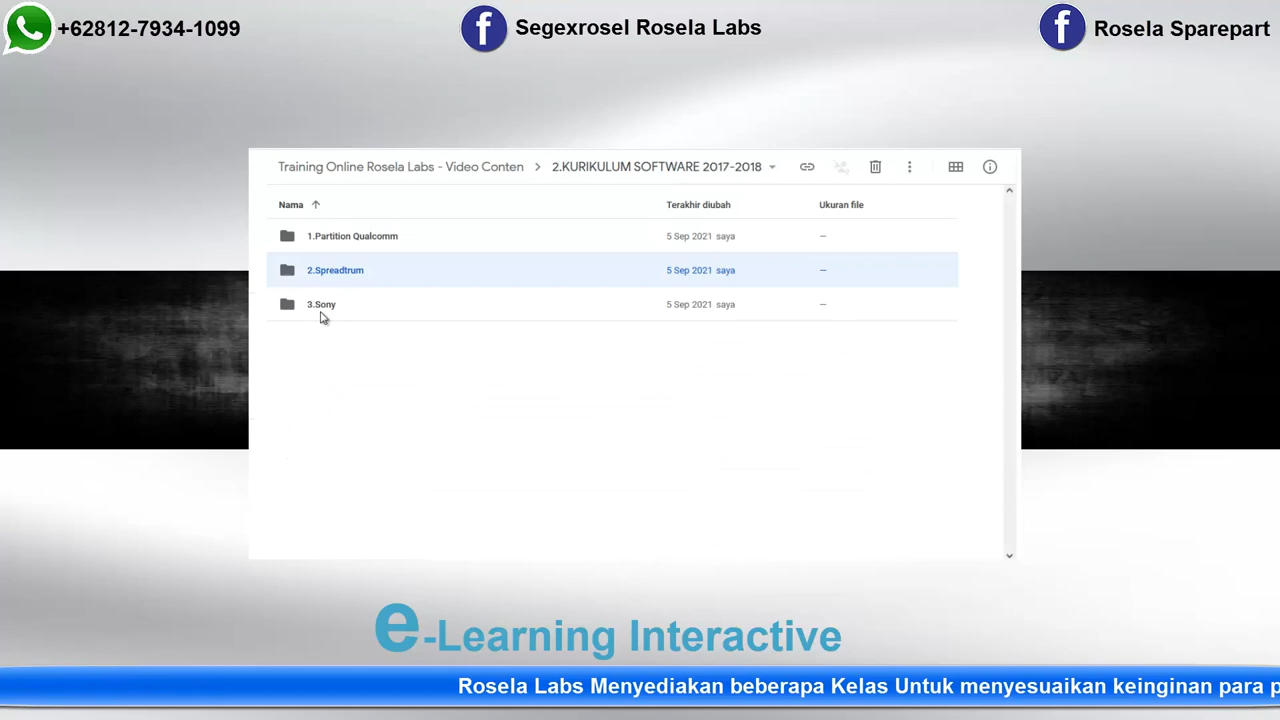 +62812-7934-1099
Segexrosel Rosela Labs
Rosela Sparepart
Training Online Rosela Labs - Video Conten > 2.KURIKULUM SOFTWARE 2017-2018
Nama Terakhir diubah Ukuran file
1.Partition Qualcomm 5 Sep 2021 saya —
2.Spreadtrum 5 Sep 2021 saya —
3.Sony 5 Sep 2021 saya —
e-Learning Interactive
Rosela Labs Menyediakan beberapa Kelas Untuk menyesuaikan keinginan para